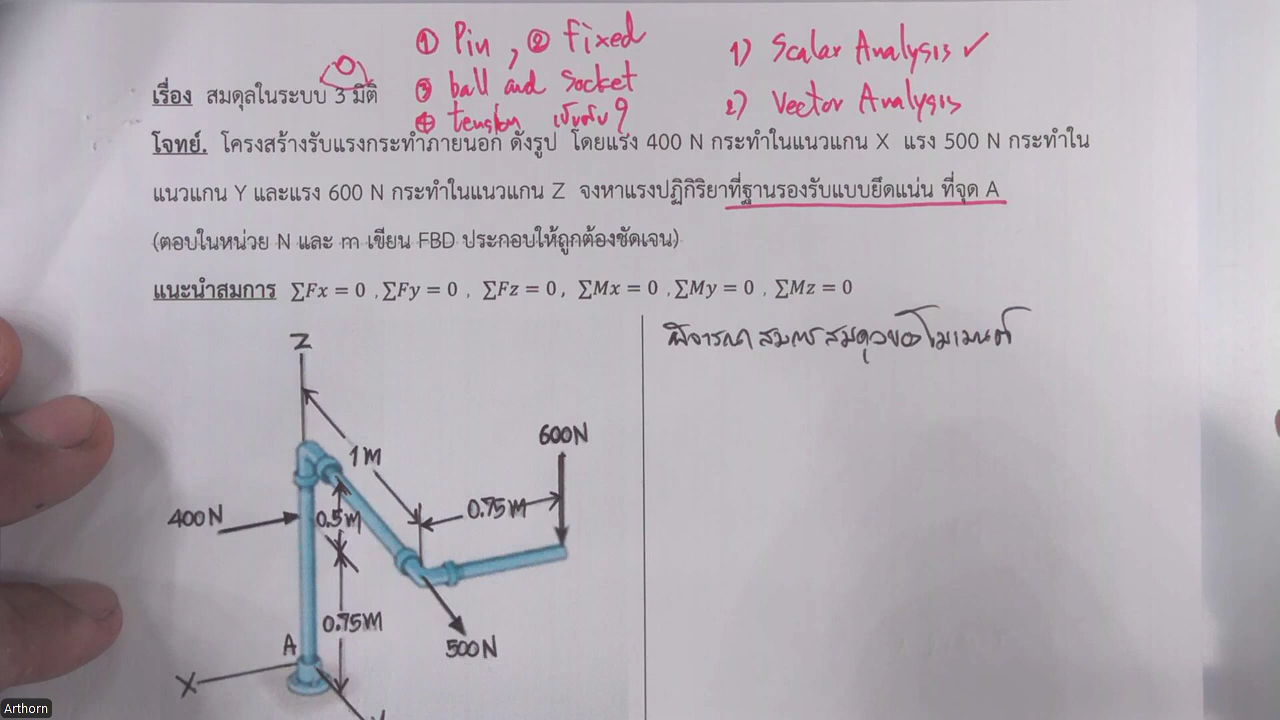 ① Pin , ② Fixed
③ ball and Socket
④ tension
1) Scalar Analysis ✓
2) Vector Analysis
เรื่อง สมดุลในระบบ 3 มิติ
โจทย์. โครงสร้างรับแรงกระทำภายนอก ดังรูป โดยแรง 400 N กระทำในแนวแกน X แรง 500 N กระทำใน
แนวแกน Y และแรง 600 N กระทำในแนวแกน Z จงหาแรงปฏิกิริยาที่ฐานรองรับแบบยึดแน่น ที่จุด A
(ตอบในหน่วย N และ m เขียน FBD ประกอบให้ถูกต้องชัดเจน)
แนะนำสมการ ∑Fx = 0 , ∑Fy = 0 , ∑Fz = 0, ∑Mx = 0 , ∑My = 0 , ∑Mz = 0
พิจารณา สมการสมดุลของโมเมนต์
Z
600N
1M
0.75M
400N
0.5M
0.75M
500N
A
X
Arthorn